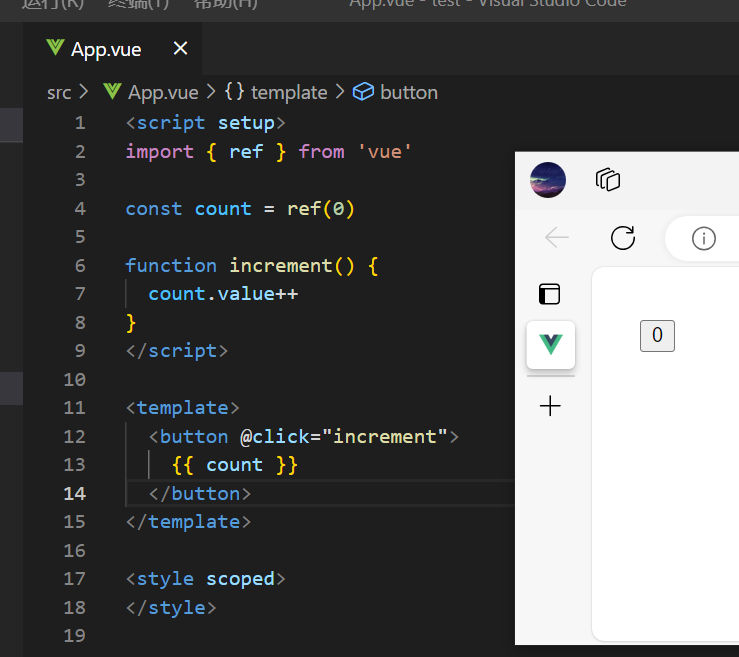 运行(R) 终端(T) 帮助(H) App.vue - test - Visual Studio Code
App.vue
src > App.vue > {} template > button
1 <script setup>
2 import { ref } from 'vue'
3
4 const count = ref(0)
5
6 function increment() {
7   count.value++
8 }
9 </script>
10
11 <template>
12   <button @click="increment">
13     {{ count }}
14   </button>
15 </template>
16
17 <style scoped>
18 </style>
19
0